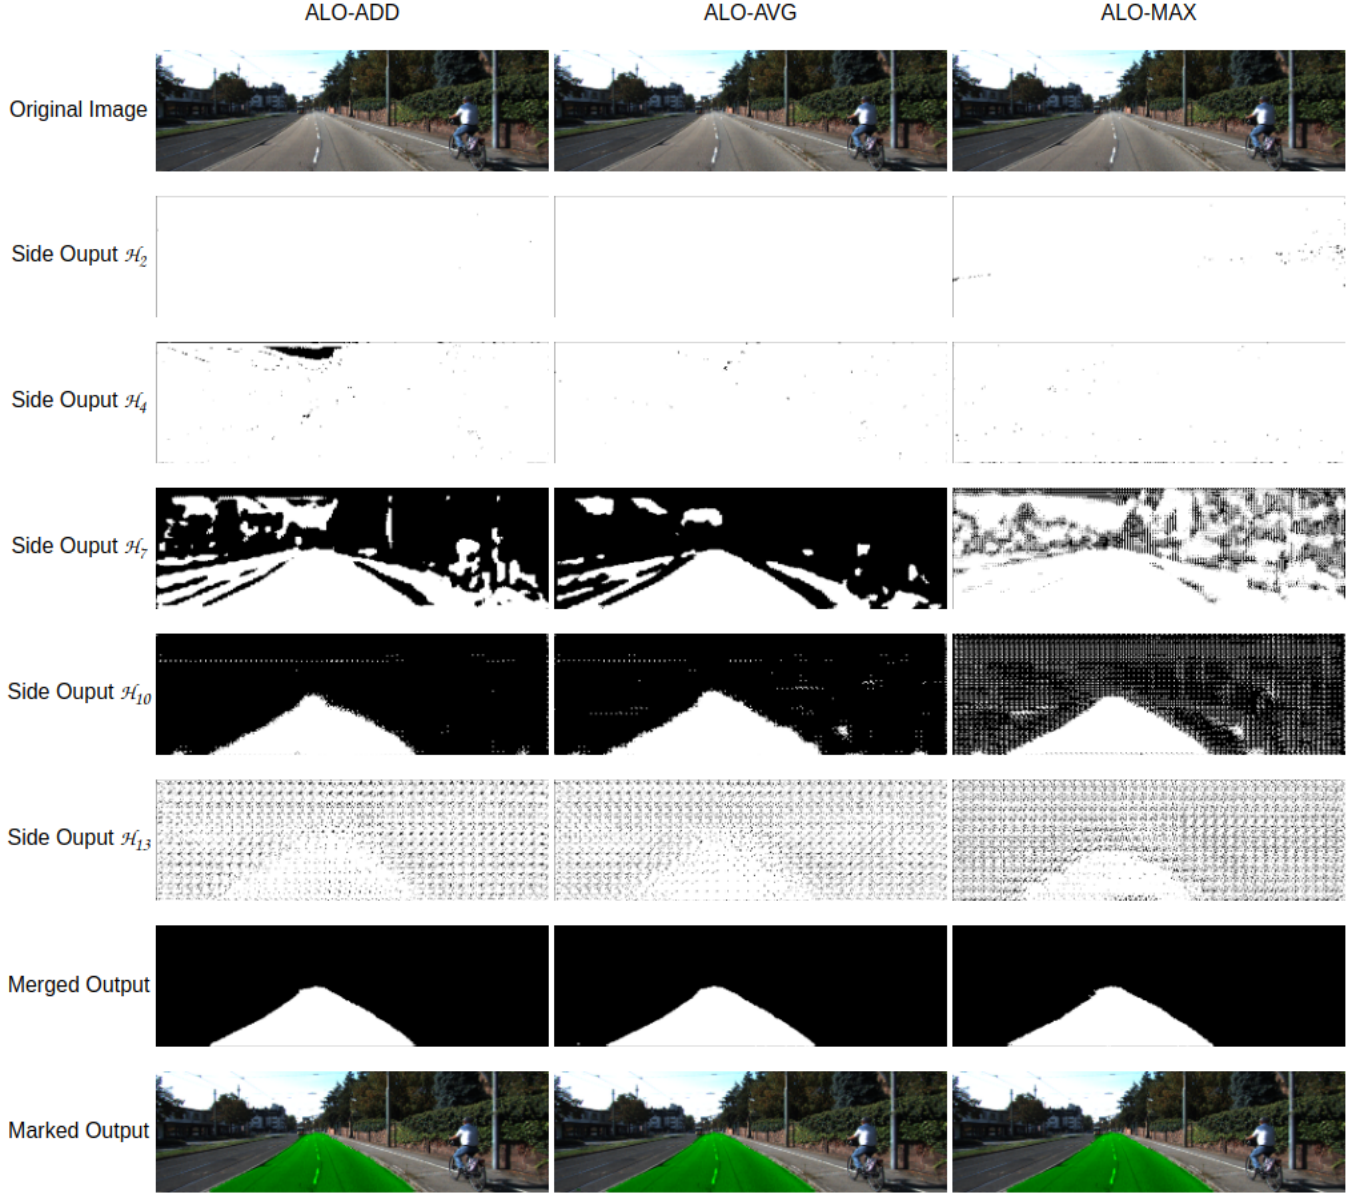 ALO-ADD ALO-AVG ALO-MAX
Original Image
Side Ouput ℋ2
Side Ouput ℋ4
Side Ouput ℋ7
Side Ouput ℋ10
Side Ouput ℋ13
Merged Output
Marked Output